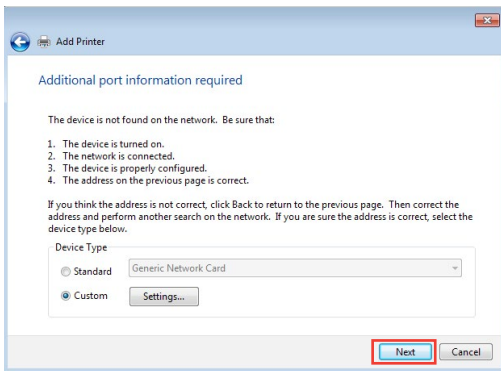 Add Printer
Additional port information required
The device is not found on the network. Be sure that:
1. The device is turned on.
2. The network is connected.
3. The device is properly configured.
4. The address on the previous page is correct.
If you think the address is not correct, click Back to return to the previous page. Then correct the
address and perform another search on the network. If you are sure the address is correct, select the
device type below.
Device Type
Standard
Generic Network Card
Custom
Settings...
Next
Cancel